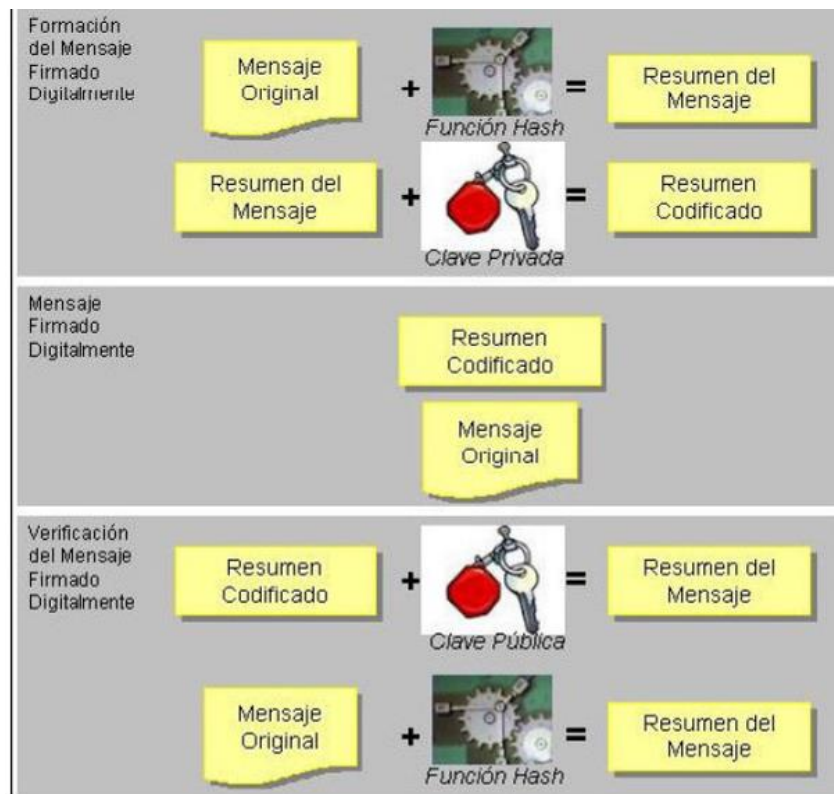 Formación
del Mensaje
Firmado
Digitalmente
Mensaje
Original
+
Función Hash
=
Resumen del
Mensaje
Resumen del
Mensaje
+
Clave Privada
=
Resumen
Codificado
Mensaje
Firmado
Digitalmente
Resumen
Codificado
Mensaje
Original
Verificación
del Mensaje
Firmado
Digitalmente
Resumen
Codificado
+
Clave Pública
=
Resumen del
Mensaje
Mensaje
Original
+
Función Hash
=
Resumen del
Mensaje